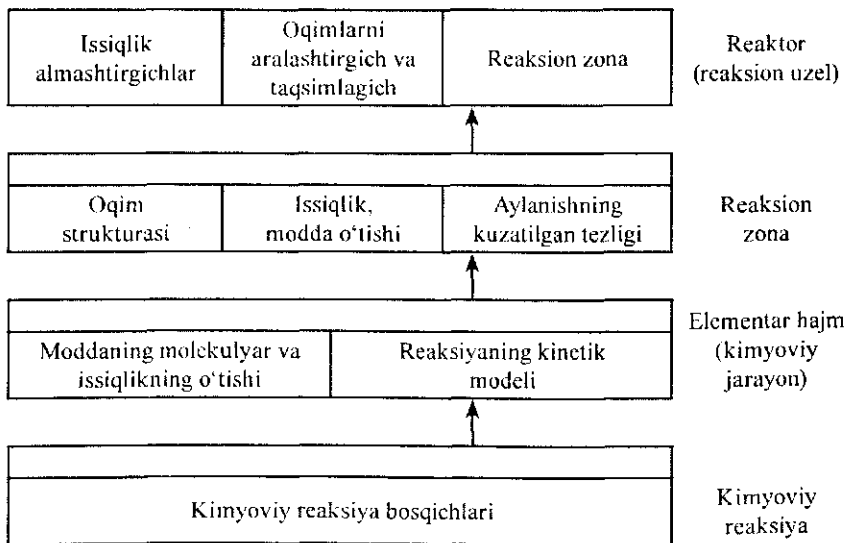 Issiqlik
almashtirgichlar
Oqimlarni
aralashtirgich va
taqsimlagich
Reaksion zona
Reaktor
(reaksion uzel)
Oqim
strukturasi
Issiqlik,
modda o‘tishi
Aylanishning
kuzatilgan tezligi
Reaksion
zona
Moddaning molekulyar va
issiqlikning o‘tishi
Reaksiyaning kinetik
modeli
Elementar hajm
(kimyoviy
jarayon)
Kimyoviy reaksiya bosqichlari
Kimyoviy
reaksiya